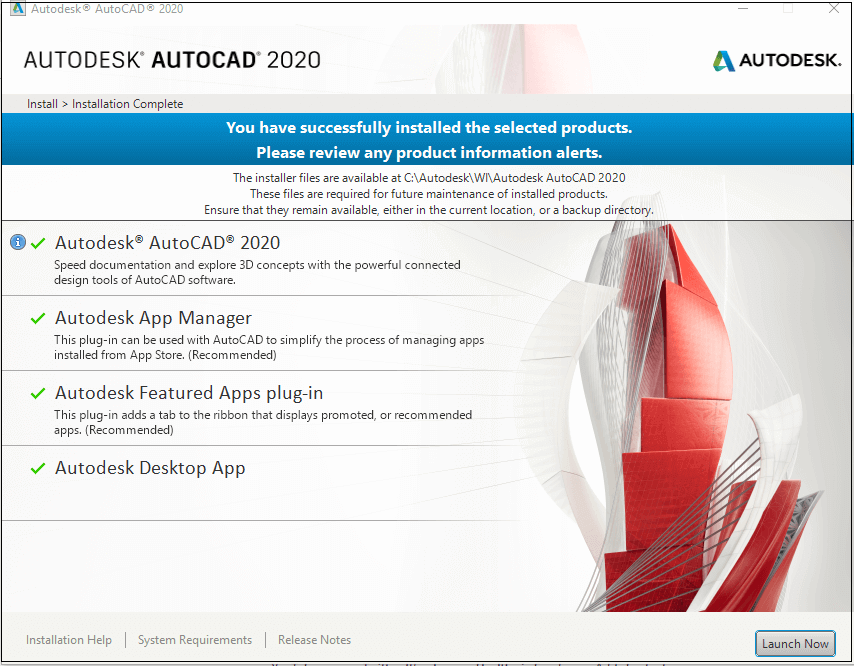 Autodesk® AutoCAD® 2020
AUTODESK® AUTOCAD® 2020
AUTODESK.
Install > Installation Complete
You have successfully installed the selected products.
Please review any product information alerts.
The installer files are available at C:\Autodesk\WI\Autodesk AutoCAD 2020
These files are required for future maintenance of installed products.
Ensure that they remain available, either in the current location, or a backup directory.
Autodesk® AutoCAD® 2020
Speed documentation and explore 3D concepts with the powerful connected
design tools of AutoCAD software.
Autodesk App Manager
This plug-in can be used with AutoCAD to simplify the process of managing apps
installed from App Store. (Recommended)
Autodesk Featured Apps plug-in
This plug-in adds a tab to the ribbon that displays promoted, or recommended
apps. (Recommended)
Autodesk Desktop App
Installation Help | System Requirements | Release Notes
Launch Now